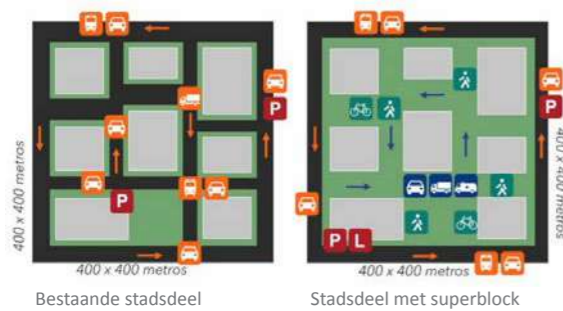 400 x 400 metros
P
P
400 x 400 metros
Bestaande stadsdeel
P
400 x 400 metros
P L
400 x 400 metros
Stadsdeel met superblock